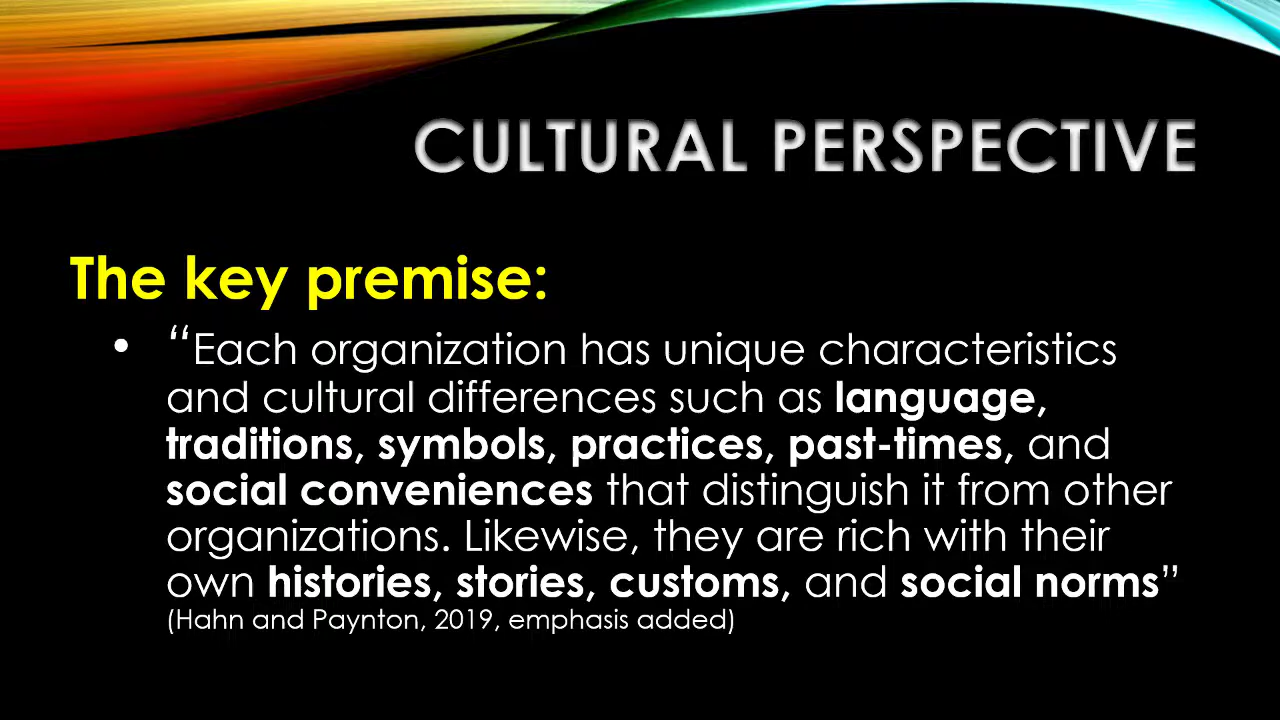 CULTURAL PERSPECTIVE
The key premise:
• “Each organization has unique characteristics
and cultural differences such as language,
traditions, symbols, practices, past-times, and
social conveniences that distinguish it from other
organizations. Likewise, they are rich with their
own histories, stories, customs, and social norms”
(Hahn and Paynton, 2019, emphasis added)